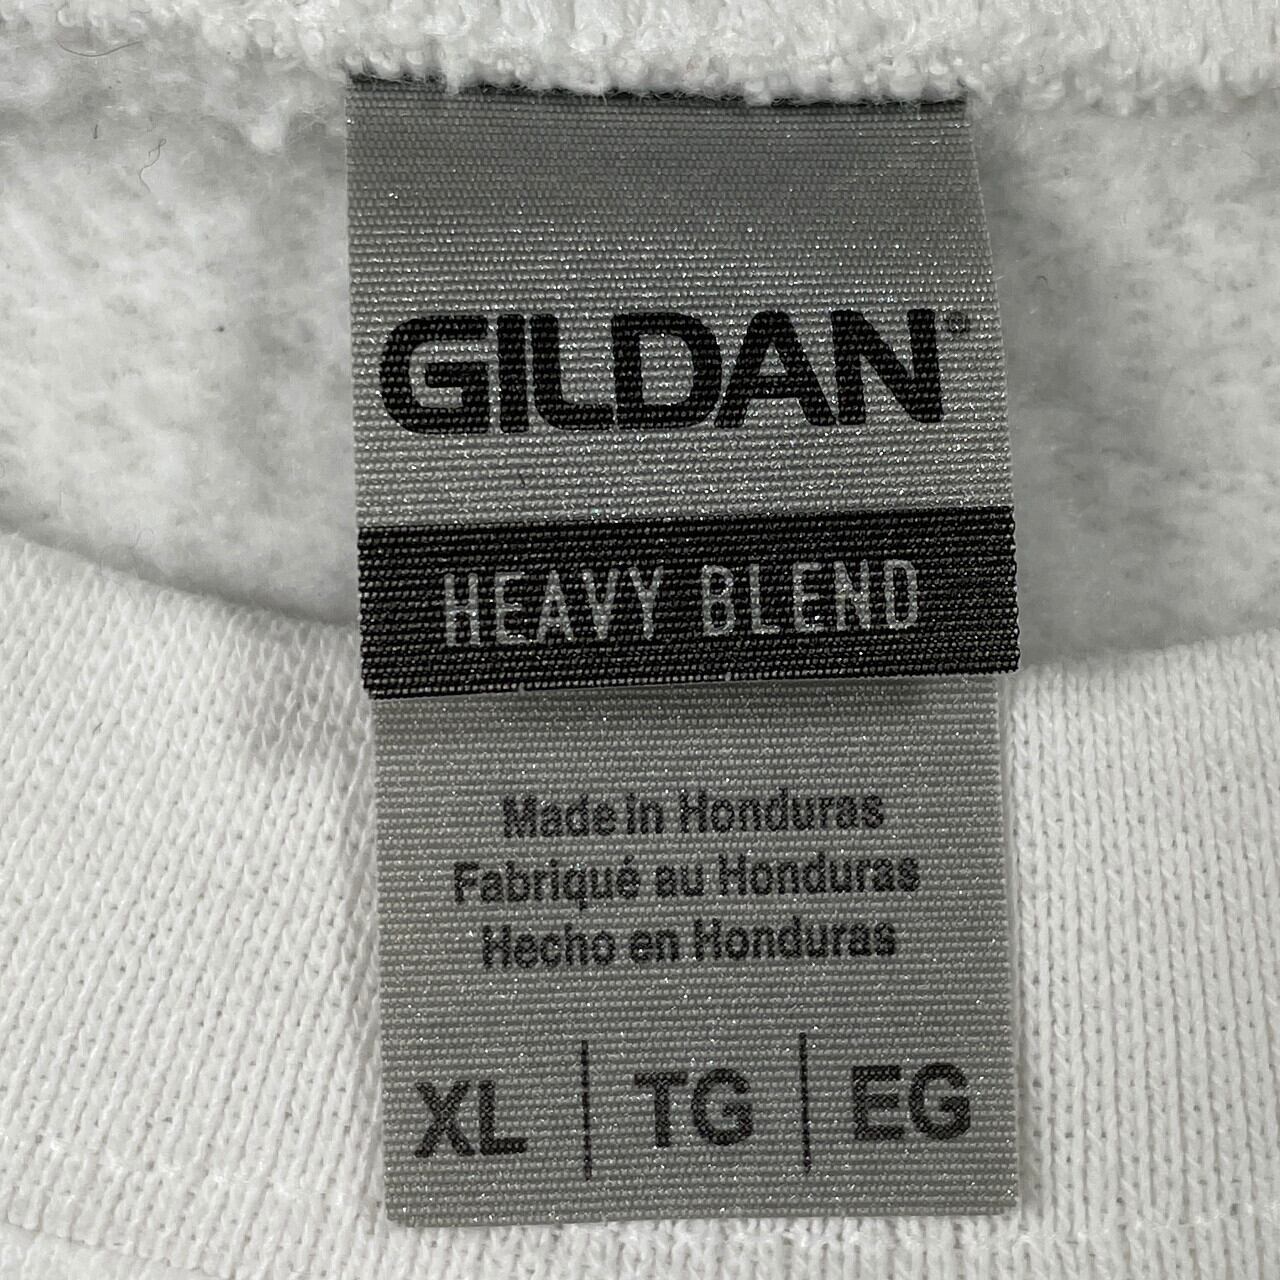 GILDAN®
HEAVY BLEND
Made in Honduras
Fabriqué au Honduras
Hecho en Honduras
XL | TG | EG